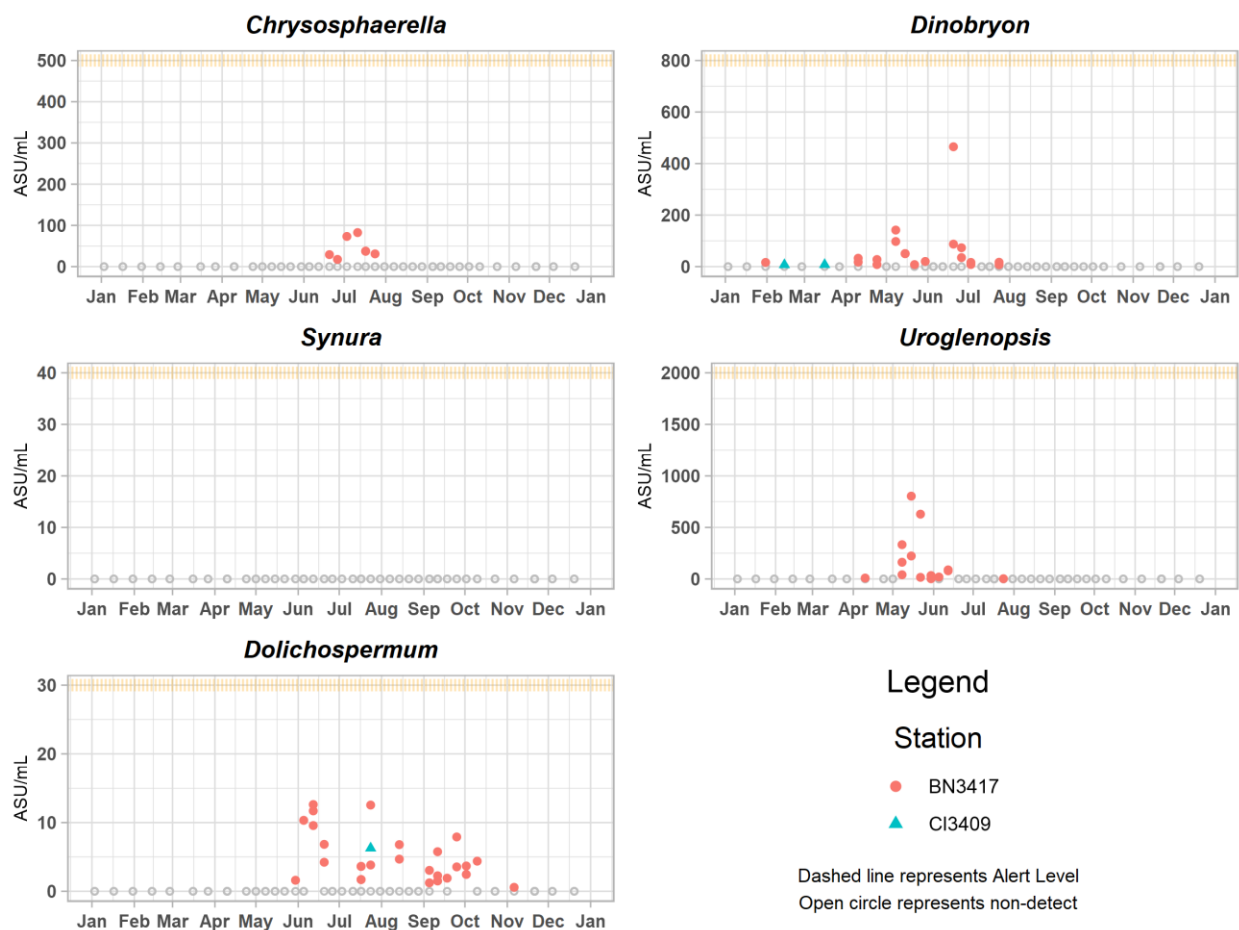 Chrysosphaerella
ASU/mL
500
400
300
200
100
0
Jan Feb Mar Apr May Jun Jul Aug Sep Oct Nov Dec Jan
Dinobryon
ASU/mL
800
600
400
200
0
Jan Feb Mar Apr May Jun Jul Aug Sep Oct Nov Dec Jan
Synura
ASU/mL
40
30
20
10
0
Jan Feb Mar Apr May Jun Jul Aug Sep Oct Nov Dec Jan
Uroglenopsis
ASU/mL
2000
1500
1000
500
0
Jan Feb Mar Apr May Jun Jul Aug Sep Oct Nov Dec Jan
Dolichospermum
ASU/mL
30
20
10
0
Jan Feb Mar Apr May Jun Jul Aug Sep Oct Nov Dec Jan
Legend
Station
BN3417
CI3409
Dashed line represents Alert Level
Open circle represents non-detect